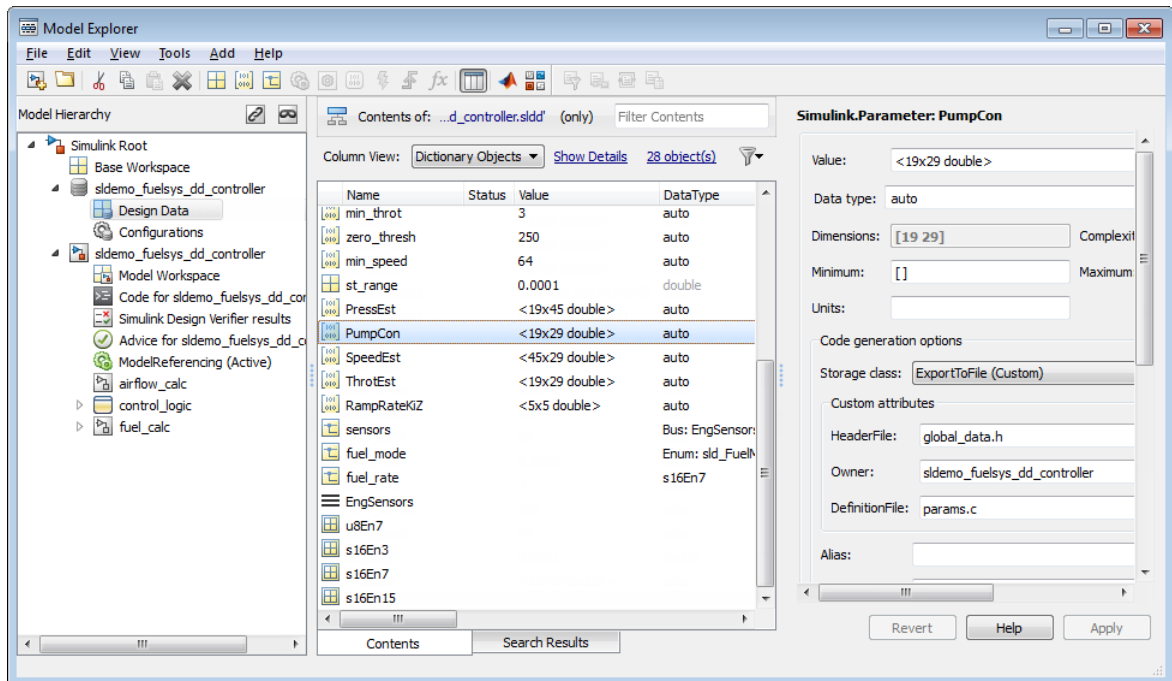 Model Explorer
File Edit View Tools Add Help
fx
Model Hierarchy
Simulink Root
Base Workspace
sldemo_fuelsys_dd_controller
Design Data
Configurations
sldemo_fuelsys_dd_controller
Model Workspace
Code for sldemo_fuelsys_dd_cor
Simulink Design Verifier results
Advice for sldemo_fuelsys_dd_c
ModelReferencing (Active)
airflow_calc
control_logic
fuel_calc
Contents of: ...d_controller.sldd' (only) Filter Contents
Column View: Dictionary Objects Show Details 28 object(s)
Name Status Value DataType
min_throt 3 auto
zero_thresh 250 auto
min_speed 64 auto
st_range 0.0001 double
PressEst <19x45 double> auto
PumpCon <19x29 double> auto
SpeedEst <45x29 double> auto
ThrotEst <19x29 double> auto
RampRateKiZ <5x5 double> auto
sensors Bus: EngSensors
fuel_mode Enum: sld_FuelM
fuel_rate s16En7
EngSensors
u8En7
s16En3
s16En7
s16En15
Contents Search Results
Simulink.Parameter: PumpCon
Value: <19x29 double>
Data type: auto
Dimensions: [19 29] Complexit
Minimum: [] Maximum:
Units:
Code generation options
Storage class: ExportToFile (Custom)
Custom attributes
HeaderFile: global_data.h
Owner: sldemo_fuelsys_dd_controller
DefinitionFile: params.c
Alias:
Revert Help Apply